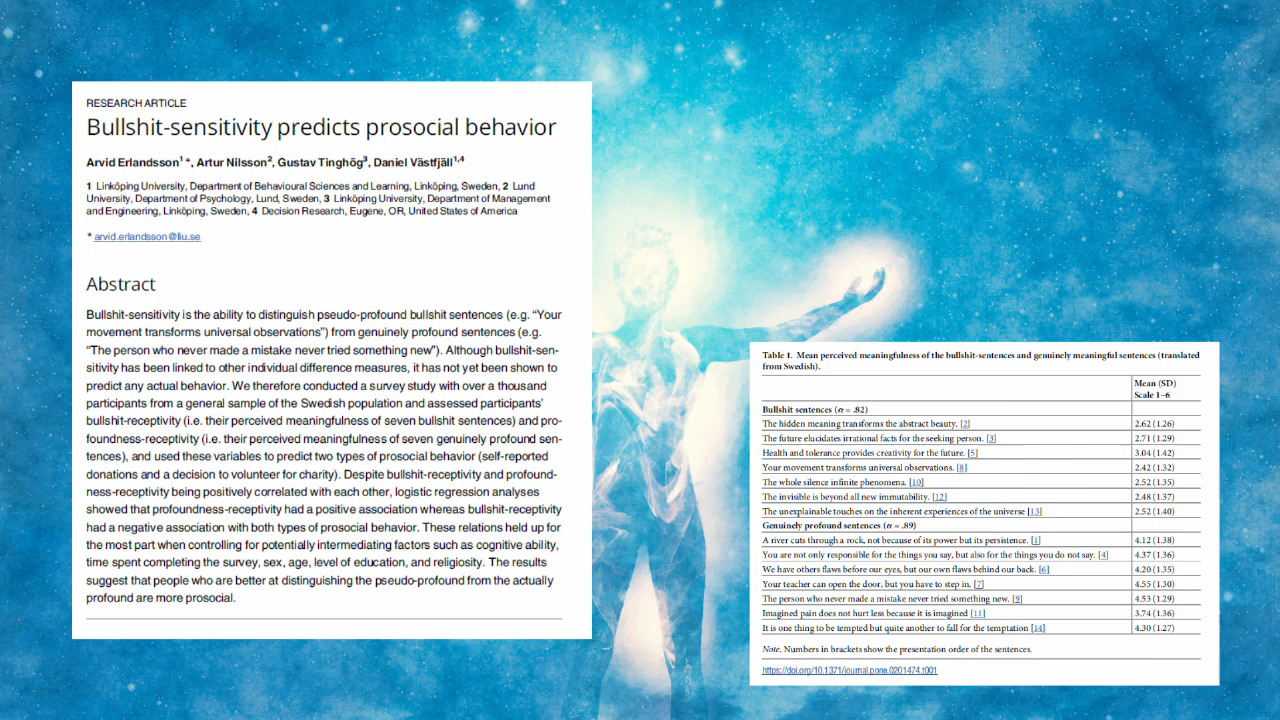 RESEARCH ARTICLE
Bullshit-sensitivity predicts prosocial behavior
Arvid Erlandsson1*, Artur Nilsson2, Gustav Tinghög3, Daniel Västfjäll1,4
1 Linköping University, Department of Behavioural Sciences and Learning, Linköping, Sweden, 2 Lund
University, Department of Psychology, Lund, Sweden, 3 Linköping University, Department of Management
and Engineering, Linköping, Sweden, 4 Decision Research, Eugene, OR, United States of America
* arvid.erlandsson@liu.se
Abstract
Bullshit-sensitivity is the ability to distinguish pseudo-profound bullshit sentences (e.g. “Your
movement transforms universal observations”) from genuinely profound sentences (e.g.
“The person who never made a mistake never tried something new”). Although bullshit-sen-
sitivity has been linked to other individual difference measures, it has not yet been shown to
predict any actual behavior. We therefore conducted a survey study with over a thousand
participants from a general sample of the Swedish population and assessed participants’
bullshit-receptivity (i.e. their perceived meaningfulness of seven bullshit sentences) and pro-
foundness-receptivity (i.e. their perceived meaningfulness of seven genuinely profound sen-
tences), and used these variables to predict two types of prosocial behavior (self-reported
donations and a decision to volunteer for charity). Despite bullshit-receptivity and profound-
ness-receptivity being positively correlated with each other, logistic regression analyses
showed that profoundness-receptivity had a positive association whereas bullshit-receptivity
had a negative association with both types of prosocial behavior. These relations held up for
the most part when controlling for potentially intermediating factors such as cognitive ability,
time spent completing the survey, sex, age, level of education, and religiosity. The results
suggest that people who are better at distinguishing the pseudo-profound from the actually
profound are more prosocial.
Table 1. Mean perceived meaningfulness of the bullshit-sentences and genuinely meaningful sentences (translated
from Swedish).
Mean (SD)
Scale 1–6
Bullshit sentences (α = .82)
The hidden meaning transforms the abstract beauty. [2] 2.62 (1.26)
The future elucidates irrational facts for the seeking person. [3] 2.71 (1.29)
Health and tolerance provides creativity for the future. [5] 3.04 (1.42)
Your movement transforms universal observations. [8] 2.42 (1.32)
The whole silence infinite phenomena. [10] 2.52 (1.35)
The invisible is beyond all new immutability. [12] 2.48 (1.37)
The unexplainable touches on the inherent experiences of the universe [13] 2.52 (1.40)
Genuinely profound sentences (α = .89)
A river cuts through a rock, not because of its power but its persistence. [1] 4.12 (1.38)
You are not only responsible for the things you say, but also for the things you do not say. [4] 4.37 (1.36)
We have others flaws before our eyes, but our own flaws behind our back. [6] 4.20 (1.35)
Your teacher can open the door, but you have to step in. [7] 4.55 (1.30)
The person who never made a mistake never tried something new. [9] 4.53 (1.29)
Imagined pain does not hurt less because it is imagined [11] 3.74 (1.36)
It is one thing to be tempted but quite another to fall for the temptation [14] 4.30 (1.27)
Note. Numbers in brackets show the presentation order of the sentences.
https://doi.org/10.1371/journal.pone.0201474.t001